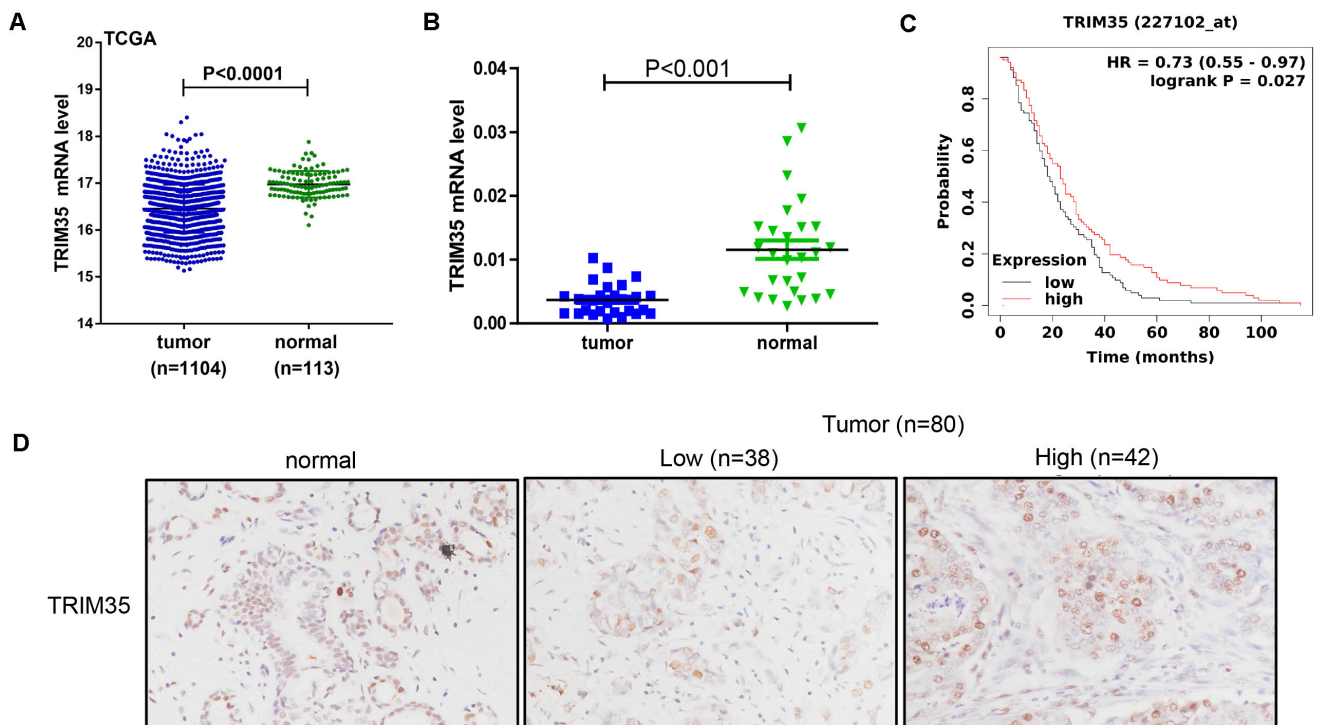 A
TCGA
P<0.0001
TRIM35 mRNA level
20
19
18
17
16
15
14
tumor
(n=1104)
normal
(n=113)
B
P<0.001
TRIM35 mRNA level
0.04
0.03
0.02
0.01
0.00
tumor
normal
C
TRIM35 (227102_at)
HR = 0.73 (0.55 - 0.97)
logrank P = 0.027
Probability
0.8
0.6
0.4
0.2
0.0
Expression
low
high
0
20
40
60
80
100
Time (months)
D
Tumor (n=80)
normal
Low (n=38)
High (n=42)
TRIM35